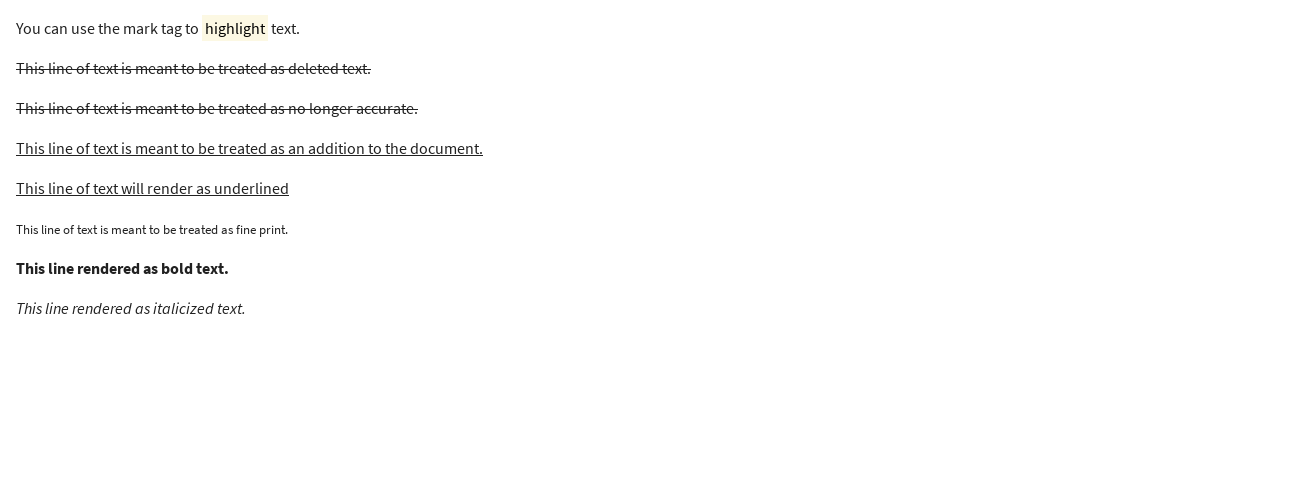 You can use the mark tag to highlight text.
This line of text is meant to be treated as deleted text.
This line of text is meant to be treated as no longer accurate.
This line of text is meant to be treated as an addition to the document.
This line of text will render as underlined
This line of text is meant to be treated as fine print.
This line rendered as bold text.
This line rendered as italicized text.